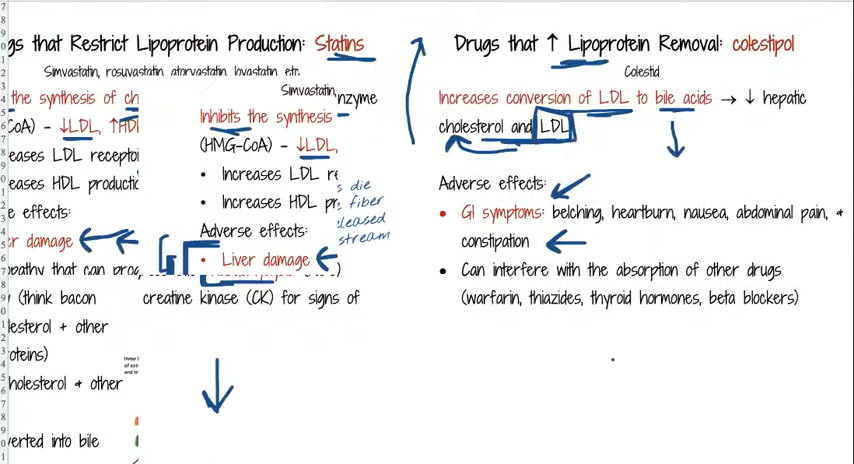 gs that Restrict Lipoprotein Production: Statins
Simvastatin, rosuvastatin, atorvastatin, lovastatin, etc.
the synthesis of
nzyme
CoA) – ↓LDL, ↑HDL
eases LDL
eases HDL
e effects:
r damage
that can
(think bacon
creatine kinase (CK) for signs of
lesterol + other
oteins)
holesterol & other
verted into bile
Simvastatin,
Inhibits the synthesis
(HMG-CoA) – ↓LDL,
• Increases LDL
• Increases HDL
Adverse effects:
• Liver damage
s die
fiber
leased
stream
Drugs that ↑ Lipoprotein Removal: colestipol
Colestid
Increases conversion of LDL to bile acids → ↓ hepatic
cholesterol and LDL
Adverse effects:
• GI symptoms: belching, heartburn, nausea, abdominal pain, &
constipation
• Can interfere with the absorption of other drugs
(warfarin, thiazides, thyroid hormones, beta blockers)